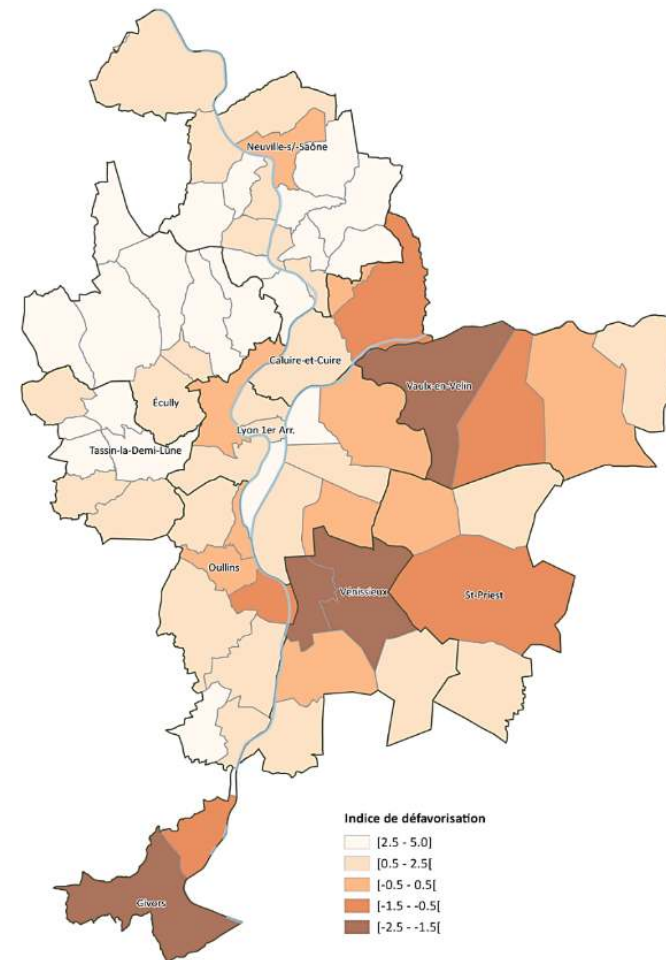 Neuville-s/-Saône
Caluire-et-Cuire
Vaulx-en-Velin
Écully
Lyon 1er Arr.
Tassin-la-Demi-Lune
Oullins
Vénissieux
St-Priest
Givors
Indice de défavorisation
[2.5 - 5.0]
[0.5 - 2.5[
[-0.5 - 0.5[
[-1.5 - -0.5[
[-2.5 - -1.5[